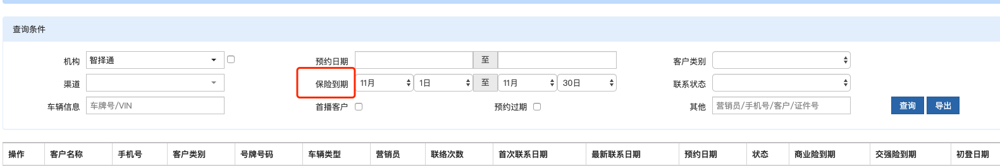 查询条件
机构 智择通 预约日期 至 客户类别
渠道 保险到期 11月 1日 至 11月 30日 联系状态
车辆信息 车牌号/VIN 首播客户 预约过期 其他 营销员/手机号/客户/证件号 查询 导出
操作 客户名称 手机号 客户类别 号牌号码 车辆类型 营销员 联络次数 首次联系日期 最新联系日期 预约日期 状态 商业险到期 交强险到期 初登日期